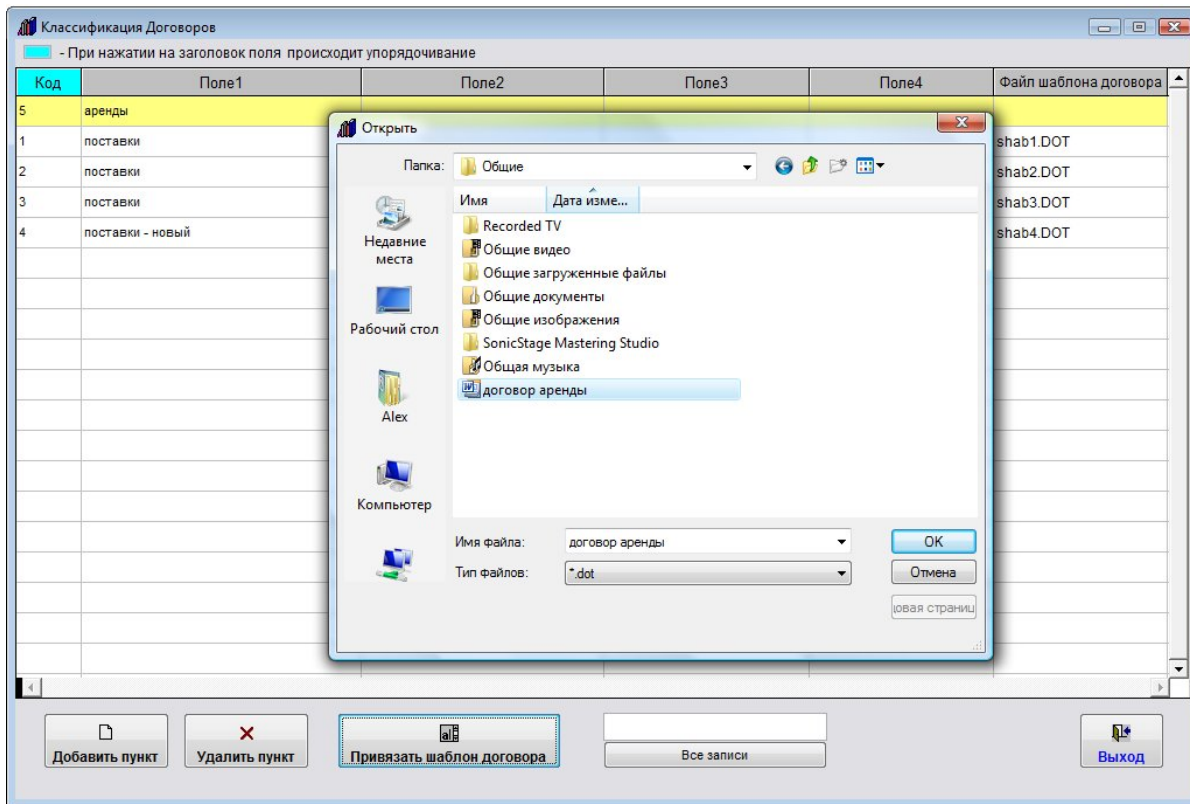 Классификация Договоров
- При нажатии на заголовок поля происходит упорядочивание
Код Поле1 Поле2 Поле3 Поле4 Файл шаблона договора
5 аренды
1 поставки shab1.DOT
2 поставки shab2.DOT
3 поставки shab3.DOT
4 поставки - новый shab4.DOT
Открыть
Папка: Общие
Недавние места
Рабочий стол
Alex
Компьютер
Имя Дата изме...
Recorded TV
Общие видео
Общие загруженные файлы
Общие документы
Общие изображения
SonicStage Mastering Studio
Общая музыка
договор аренды
Имя файла: договор аренды OK
Тип файлов: *.dot Отмена
овая страниц
Добавить пункт Удалить пункт Привязать шаблон договора Все записи Выход